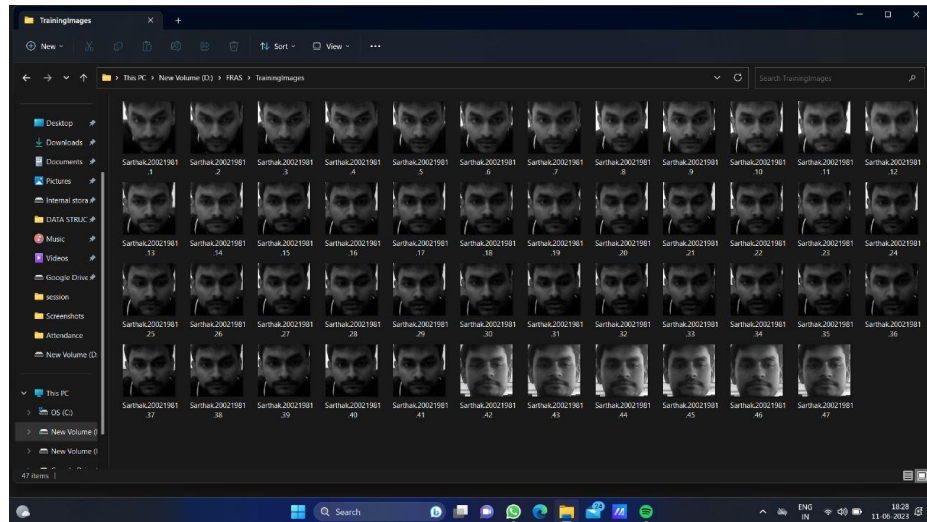 TrainingImages
New
Sort
View
This PC > New Volume (D:) > FRAS > TrainingImages
Search TrainingImages
Desktop
Downloads
Documents
Pictures
Internal stora
DATA STRUC
Music
Videos
Google Drive
session
Screenshots
Attendance
New Volume (D:
This PC
OS (C:)
New Volume (
New Volume (
Sarthak.20021981 Sarthak.20021981 Sarthak.20021981 Sarthak.20021981 Sarthak.20021981 Sarthak.20021981 Sarthak.20021981 Sarthak.20021981 Sarthak.20021981 Sarthak.20021981 Sarthak.20021981 Sarthak.20021981
.1 .2 .3 .4 .5 .6 .7 .8 .9 .10 .11 .12
Sarthak.20021981 Sarthak.20021981 Sarthak.20021981 Sarthak.20021981 Sarthak.20021981 Sarthak.20021981 Sarthak.20021981 Sarthak.20021981 Sarthak.20021981 Sarthak.20021981 Sarthak.20021981 Sarthak.20021981
.13 .14 .15 .16 .17 .18 .19 .20 .21 .22 .23 .24
Sarthak.20021981 Sarthak.20021981 Sarthak.20021981 Sarthak.20021981 Sarthak.20021981 Sarthak.20021981 Sarthak.20021981 Sarthak.20021981 Sarthak.20021981 Sarthak.20021981 Sarthak.20021981 Sarthak.20021981
.25 .26 .27 .28 .29 .30 .31 .32 .33 .34 .35 .36
Sarthak.20021981 Sarthak.20021981 Sarthak.20021981 Sarthak.20021981 Sarthak.20021981 Sarthak.20021981 Sarthak.20021981 Sarthak.20021981 Sarthak.20021981 Sarthak.20021981 Sarthak.20021981
.37 .38 .39 .40 .41 .42 .43 .44 .45 .46 .47
47 items
Search
24
ENG
IN
18:28
11-06-2023